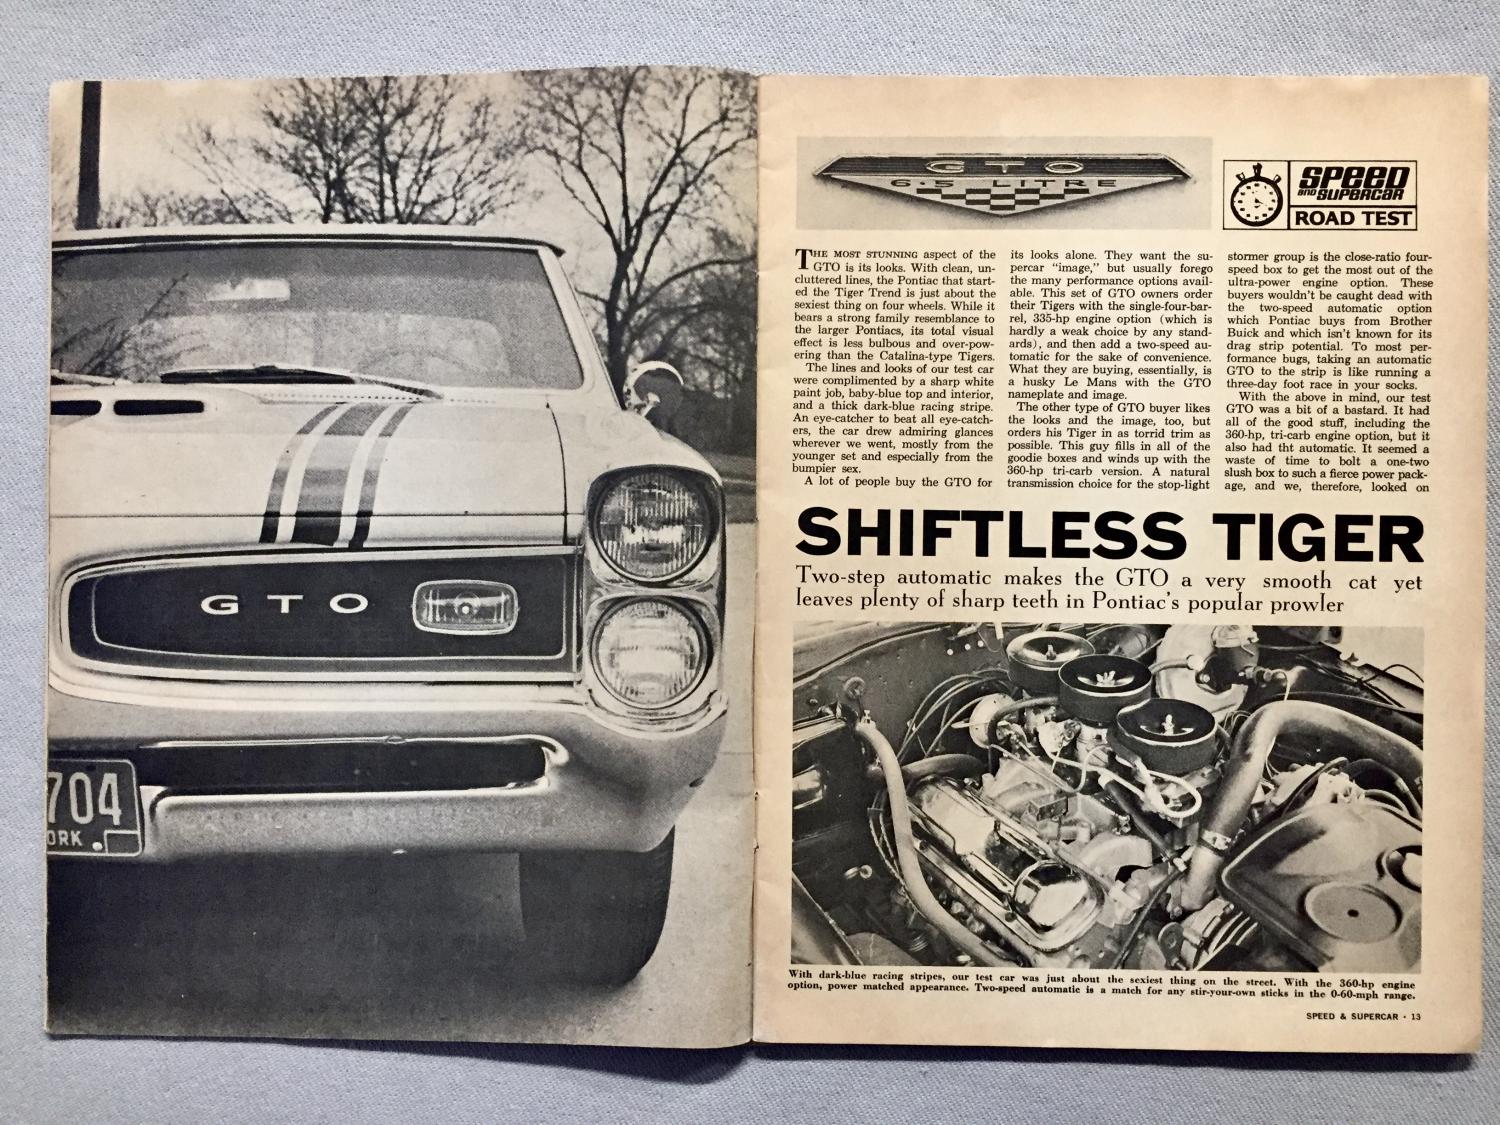 GTO
704
ORK
GTO
6.5 LITRE
SPEED
AND SUPERCAR
ROAD TEST
THE MOST STUNNING aspect of the
GTO is its looks. With clean, un-
cluttered lines, the Pontiac that start-
ed the Tiger Trend is just about the
sexiest thing on four wheels. While it
bears a strong family resemblance to
the larger Pontiacs, its total visual
effect is less bulbous and over-pow-
ering than the Catalina-type Tigers.
The lines and looks of our test car
were complimented by a sharp white
paint job, baby-blue top and interior,
and a thick dark-blue racing stripe.
An eye-catcher to beat all eye-catch-
ers, the car drew admiring glances
wherever we went, mostly from the
younger set and especially from the
bumpier sex.
A lot of people buy the GTO for
its looks alone. They want the su-
percar "image," but usually forego
the many performance options avail-
able. This set of GTO owners order
their Tigers with the single-four-bar-
rel, 335-hp engine option (which is
hardly a weak choice by any stand-
ards), and then add a two-speed au-
tomatic for the sake of convenience.
What they are buying, essentially, is
a husky Le Mans with the GTO
nameplate and image.
The other type of GTO buyer likes
the looks and the image, too, but
orders his Tiger in as torrid trim as
possible. This guy fills in all of the
goodie boxes and winds up with the
360-hp tri-carb version. A natural
transmission choice for the stop-light
stormer group is the close-ratio four-
speed box to get the most out of the
ultra-power engine option. These
buyers wouldn't be caught dead with
the two-speed automatic option
which Pontiac buys from Brother
Buick and which isn't known for its
drag strip potential. To most per-
formance bugs, taking an automatic
GTO to the strip is like running a
three-day foot race in your socks.
With the above in mind, our test
GTO was a bit of a bastard. It had
all of the good stuff, including the
360-hp, tri-carb engine option, but it
also had tht automatic. It seemed a
waste of time to bolt a one-two
slush box to such a fierce power pack-
age, and we, therefore, looked on
SHIFTLESS TIGER
Two-step automatic makes the GTO a very smooth cat yet
leaves plenty of sharp teeth in Pontiac's popular prowler
With dark-blue racing stripes, our test car was just about the sexiest thing on the street. With the 360-hp engine
option, power matched appearance. Two-speed automatic is a match for any stir-your-own sticks in the 0-60-mph range.
SPEED & SUPERCAR · 13